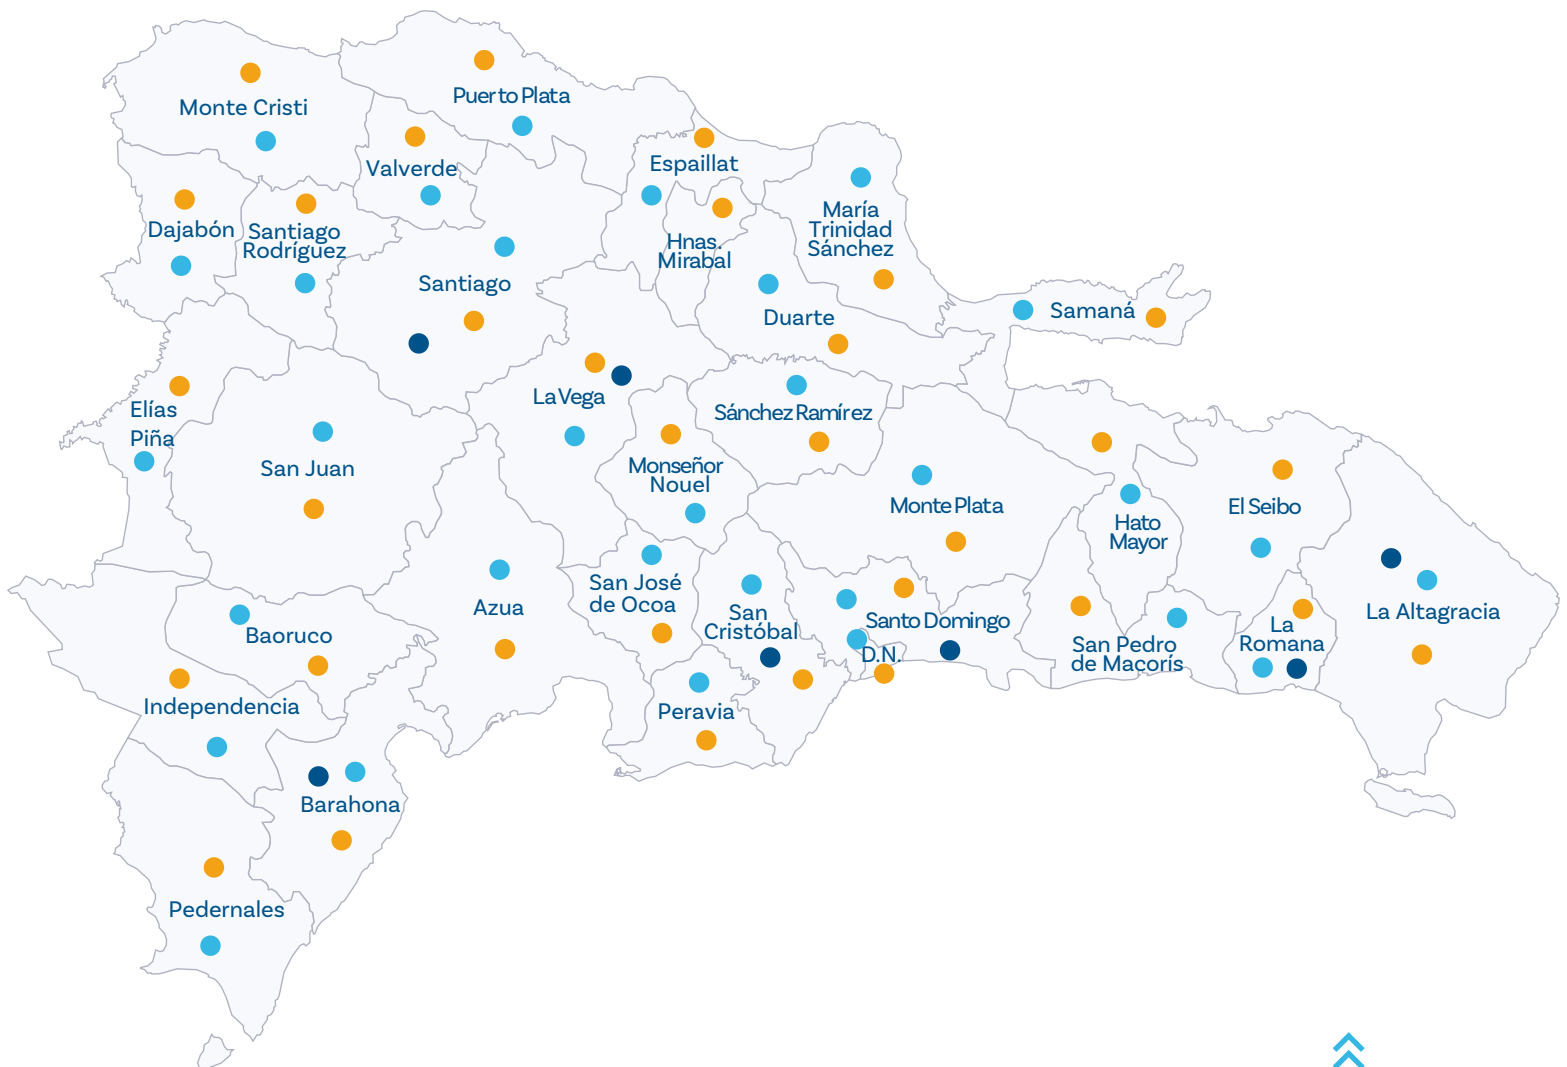 Puerto Plata
Monte Cristi
Espaillat
Valverde
María
Trinidad
Sánchez
Dajabón
Santiago
Rodríguez
Hnas.
Mirabal
Santiago
Samaná
Duarte
La Vega
Elías
Piña
Sánchez Ramírez
San Juan
Monseñor
Nouel
Monte Plata
El Seibo
Hato
Mayor
San José
de Ocoa
Azua
San
Cristóbal
Santo Domingo
La Altagracia
La
Romana
Baoruco
San Pedro
de Macorís
D.N.
Independencia
Peravia
Barahona
Pedernales